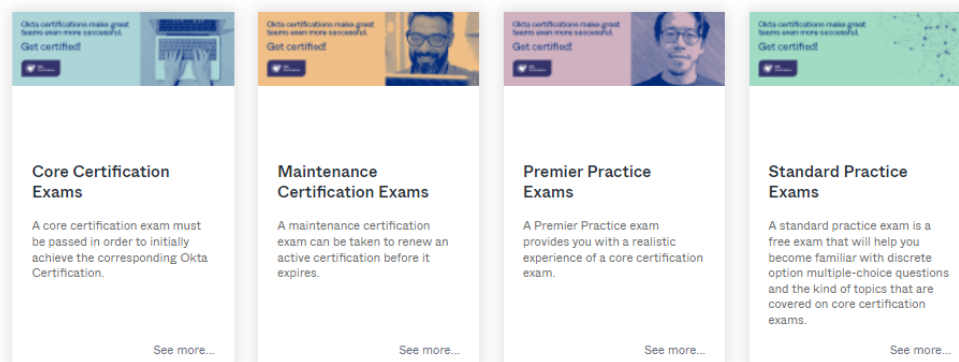 Okta certifications make great
teams even more successful.
Get certified!
Okta certifications make great
teams even more successful.
Get certified!
Okta certifications make great
teams even more successful.
Get certified!
Okta certifications make great
teams even more successful.
Get certified!
Core Certification
Exams
A core certification exam must
be passed in order to initially
achieve the corresponding Okta
Certification.
See more...
Maintenance
Certification Exams
A maintenance certification
exam can be taken to renew an
active certification before it
expires.
See more...
Premier Practice
Exams
A Premier Practice exam
provides you with a realistic
experience of a core certification
exam.
See more...
Standard Practice
Exams
A standard practice exam is a
free exam that will help you
become familiar with discrete
option multiple-choice questions
and the kind of topics that are
covered on core certification
exams.
See more...